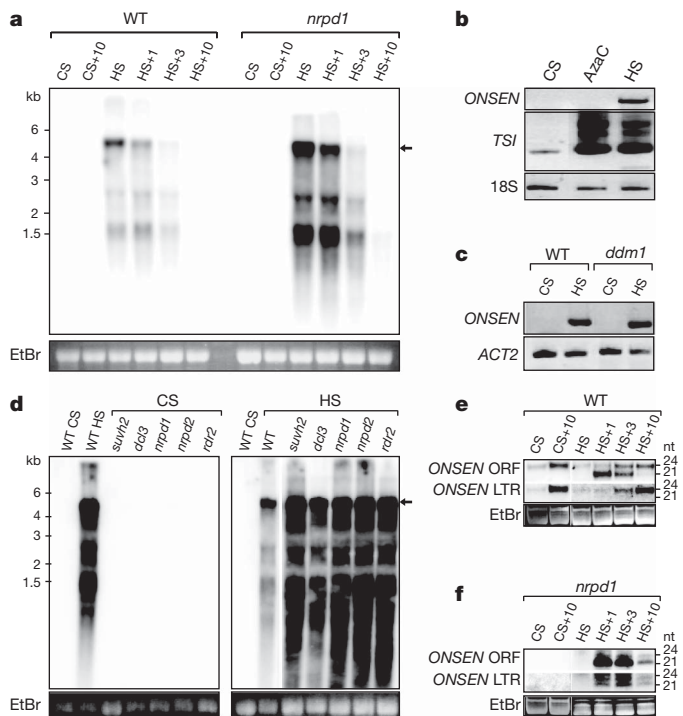 a
WT
nrpd1
CS
CS+10
HS
HS+1
HS+3
HS+10
CS
CS+10
HS
HS+1
HS+3
HS+10
kb
6
4
3
2
1.5
EtBr
b
CS
AzaC
HS
ONSEN
TSI
18S
c
WT
ddm1
CS
HS
CS
HS
ONSEN
ACT2
d
CS
HS
WT CS
WT HS
suvh2
dcl3
nrpd1
nrpd2
rdr2
WT CS
WT
suvh2
dcl3
nrpd1
nrpd2
rdr2
kb
6
4
3
2
1.5
EtBr
e
WT
CS
CS+10
HS
HS+1
HS+3
HS+10
nt
ONSEN ORF
24
21
ONSEN LTR
24
21
EtBr
f
nrpd1
CS
CS+10
HS
HS+1
HS+3
HS+10
nt
ONSEN ORF
24
21
ONSEN LTR
24
21
EtBr